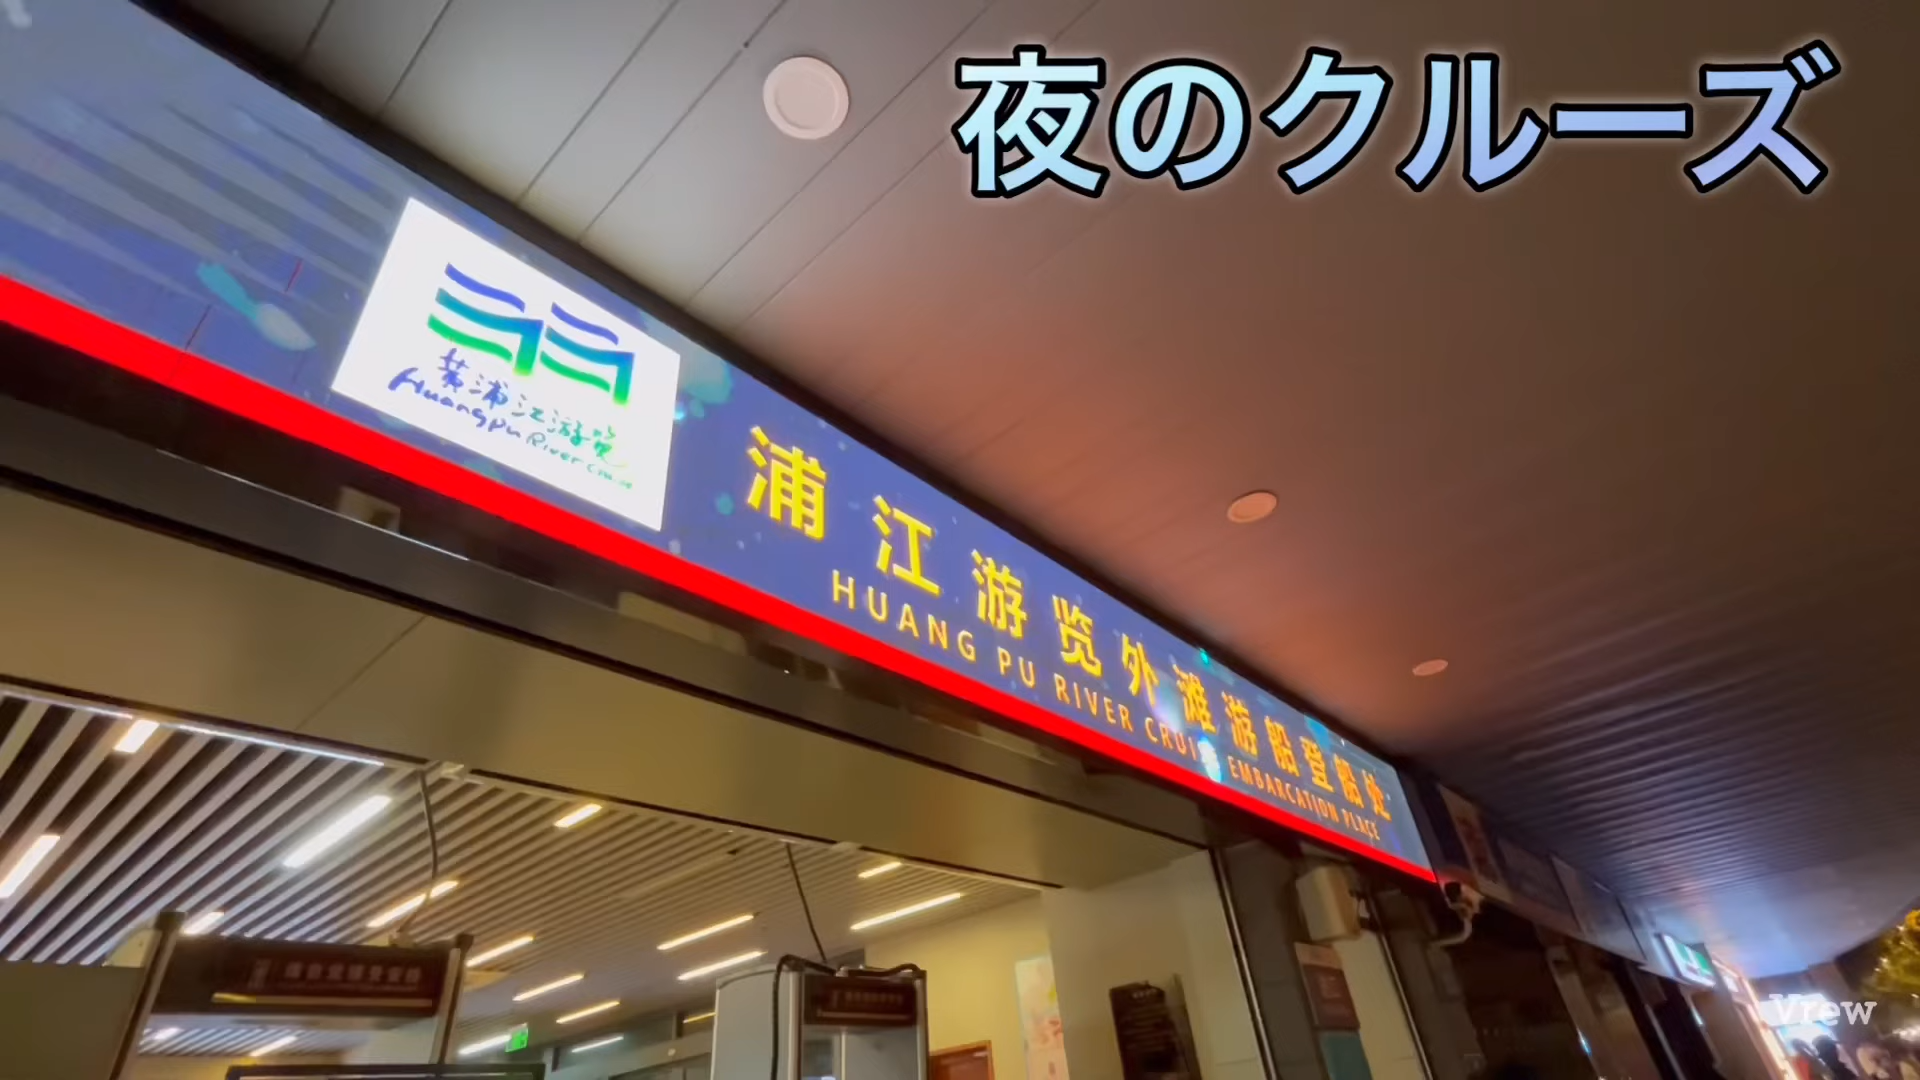 夜のクルーズ
黄浦江游览
HuangPu River Cruise
浦江游览外滩游船登船处
HUANG PU RIVER CRUISE EMBARCATION PLACE
Vrew